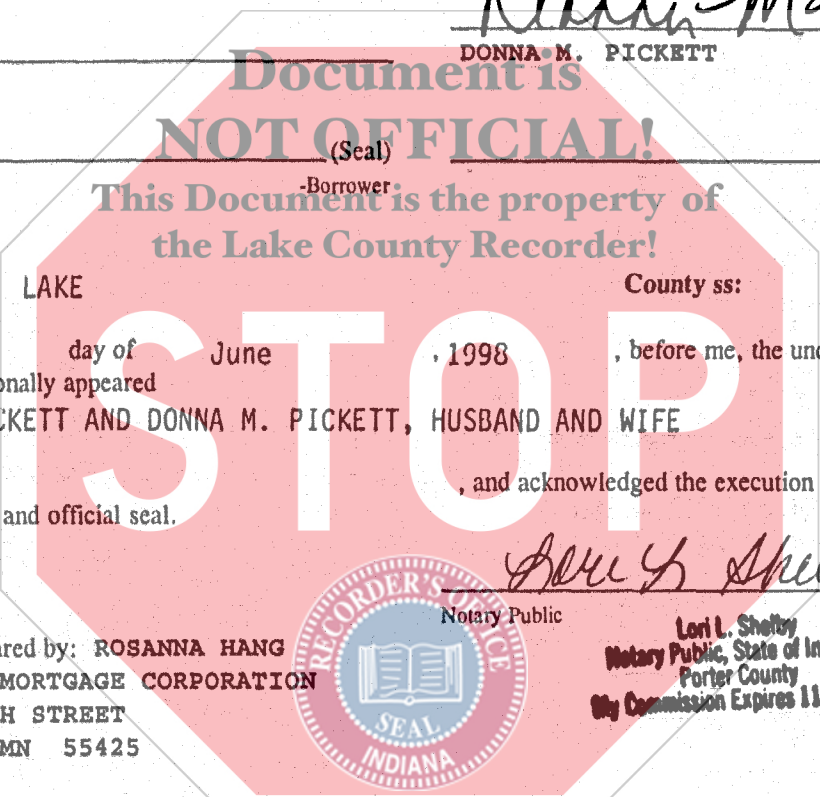 DONNA M. PICKETT
Document is
NOT OFFICIAL!
(Seal)
-Borrower
This Document is the property of
the Lake County Recorder!
LAKE County ss:
day of June , 1998 , before me, the und
onally appeared
CKETT AND DONNA M. PICKETT, HUSBAND AND WIFE
STOP
, and acknowledged the execution
and official seal.
Notary Public
Lori L. Shelby
Notary Public, State of In
Porter County
My Commission Expires 11
ared by: ROSANNA HANG
MORTGAGE CORPORATION
H STREET
MN 55425
RECORDER'S OFFICE
SEAL
INDIANA